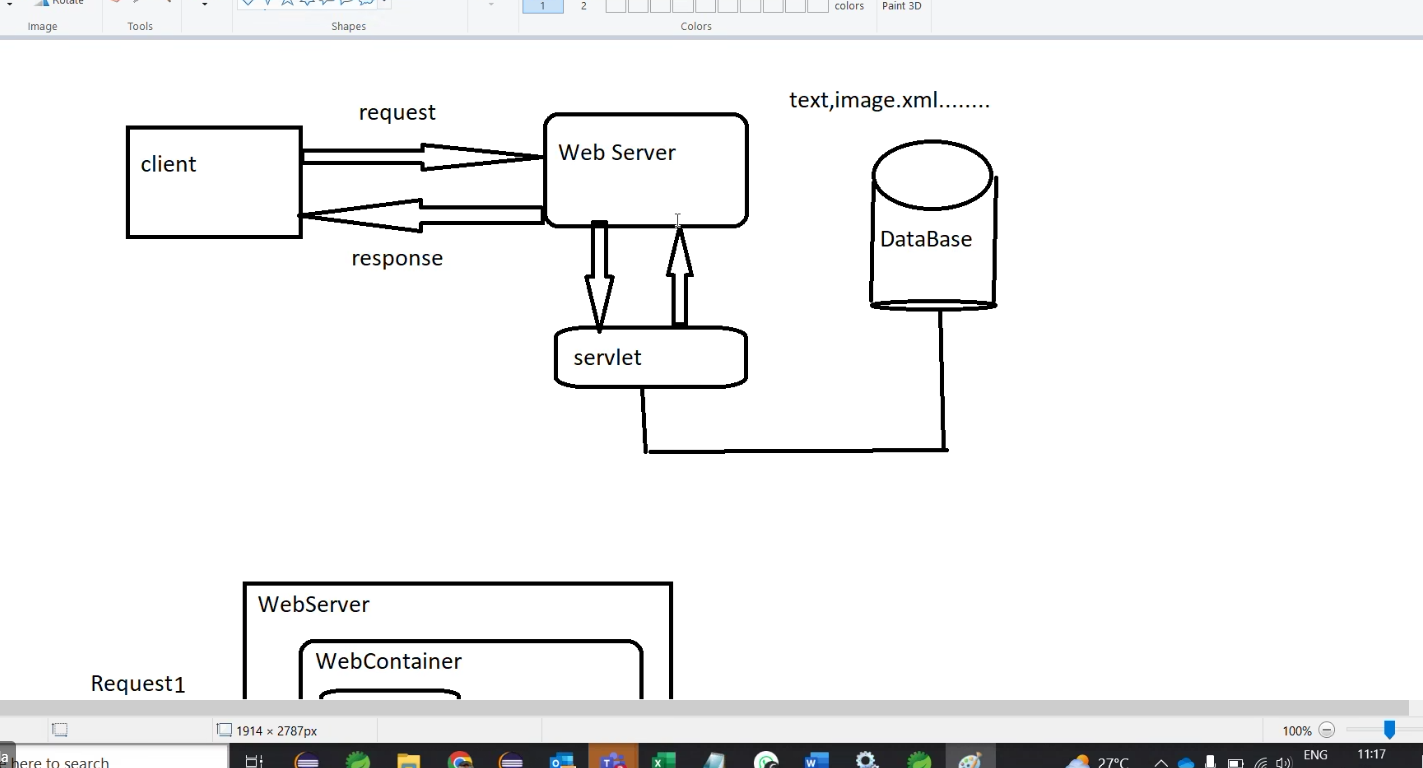 Rotate
1
2
colors
Paint 3D
Image
Tools
Shapes
Colors
text,image.xml........
request
client
Web Server
DataBase
response
servlet
WebServer
WebContainer
Request1
1914 × 2787px
100%
here to search
27°C
ENG
11:17